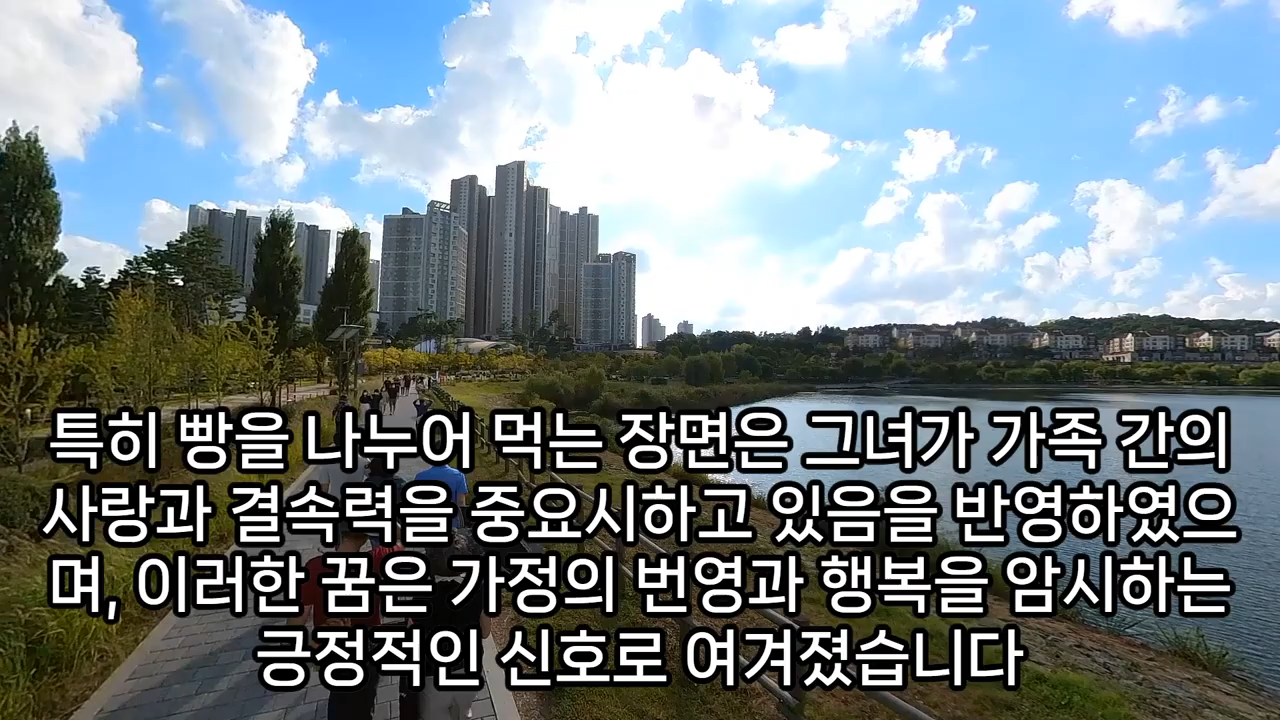 특히 빵을 나누어 먹는 장면은 그녀가 가족 간의
사랑과 결속력을 중요시하고 있음을 반영하였으
며, 이러한 꿈은 가정의 번영과 행복을 암시하는
긍정적인 신호로 여겨졌습니다